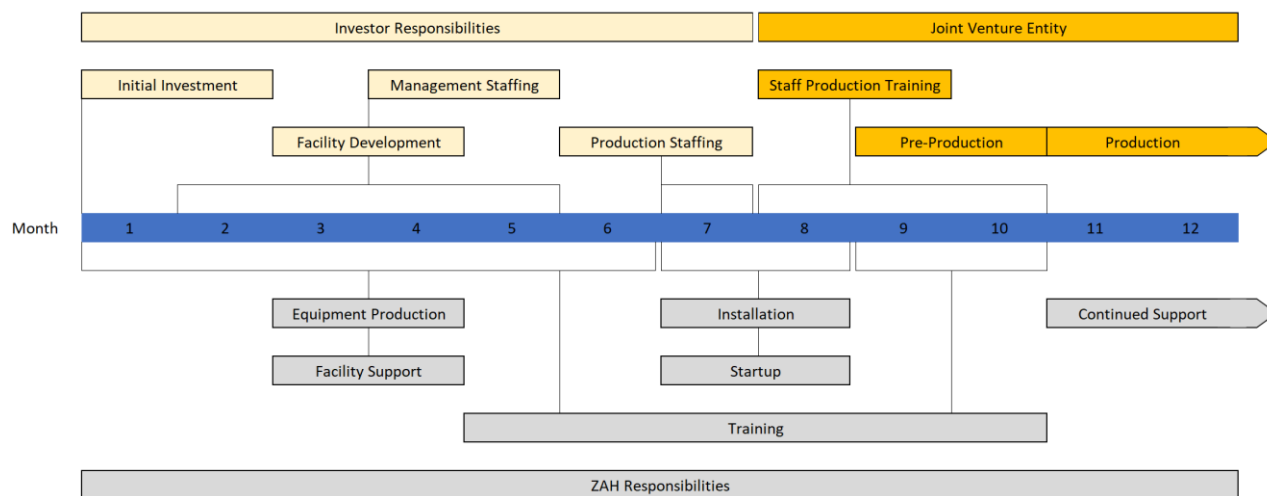 Investor Responsibilities
Joint Venture Entity
Initial Investment
Management Staffing
Staff Production Training
Facility Development
Production Staffing
Pre-Production
Production
Month
1
2
3
4
5
6
7
8
9
10
11
12
Equipment Production
Installation
Continued Support
Facility Support
Startup
Training
ZAH Responsibilities